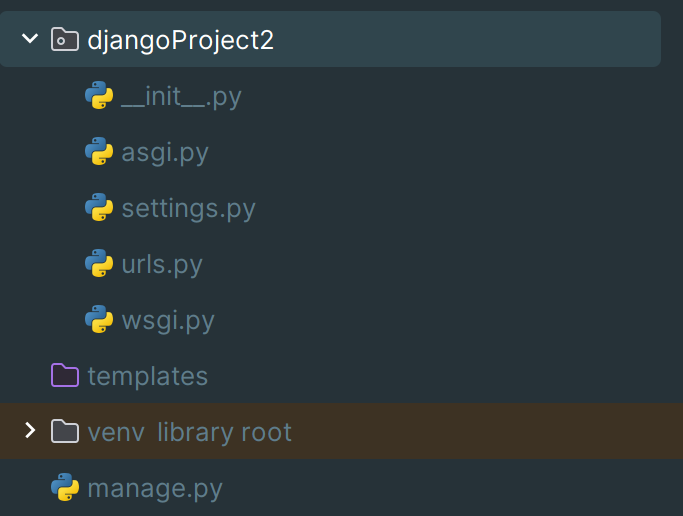 djangoProject2
__init__.py
asgi.py
settings.py
urls.py
wsgi.py
templates
venv library root
manage.py